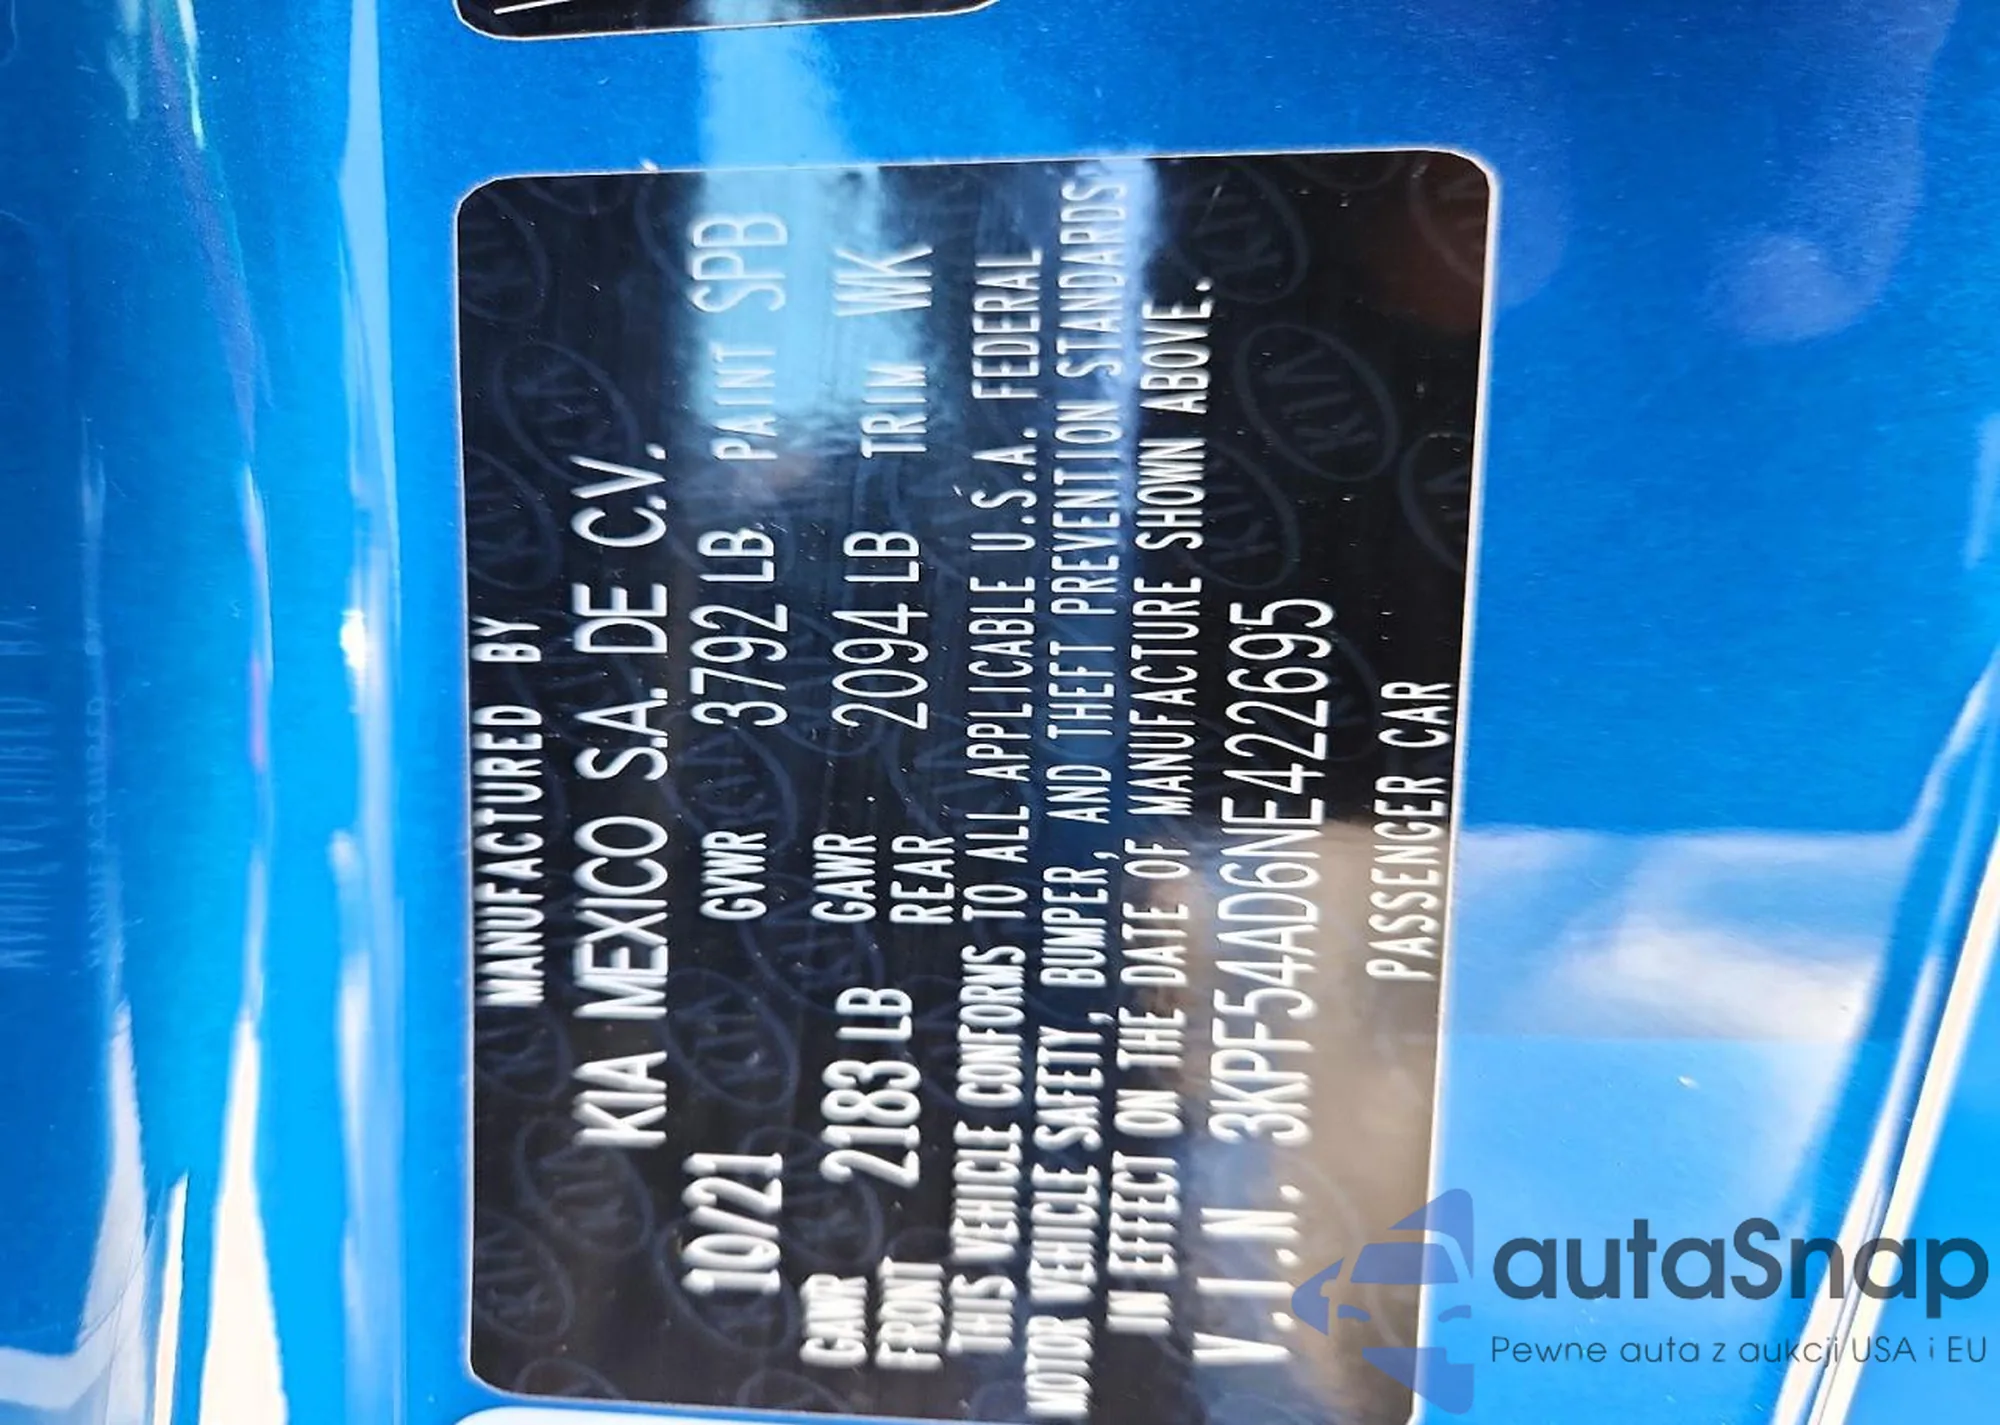 MANUFACTURED BY
KIA MEXICO S.A. DE C.V.
10/21 GVWR 3792 LB PAINT SPB
GAWR FRONT 2183 LB GAWR REAR 2094 LB TRIM WK
THIS VEHICLE CONFORMS TO ALL APPLICABLE U.S.A. FEDERAL
MOTOR VEHICLE SAFETY, BUMPER, AND THEFT PREVENTION STANDARDS
IN EFFECT ON THE DATE OF MANUFACTURE SHOWN ABOVE.
V.I.N. 3KPF54AD6NE422695
PASSENGER CAR
autaSnap
Pewne auta z aukcji USA i EU